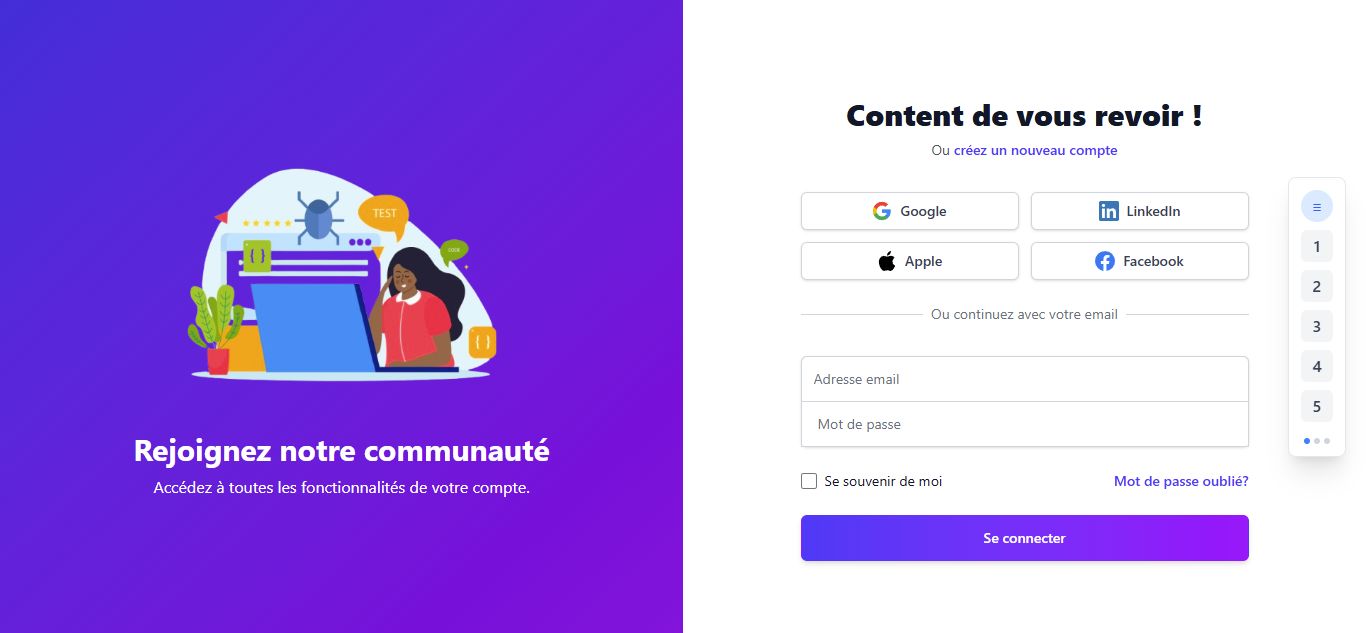 TEST
CODE
{ }
{ }
Rejoignez notre communauté
Accédez à toutes les fonctionnalités de votre compte.
Content de vous revoir !
Ou créez un nouveau compte
Google
LinkedIn
Apple
Facebook
Ou continuez avec votre email
Adresse email
Mot de passe
Se souvenir de moi
Mot de passe oublié?
Se connecter
1
2
3
4
5